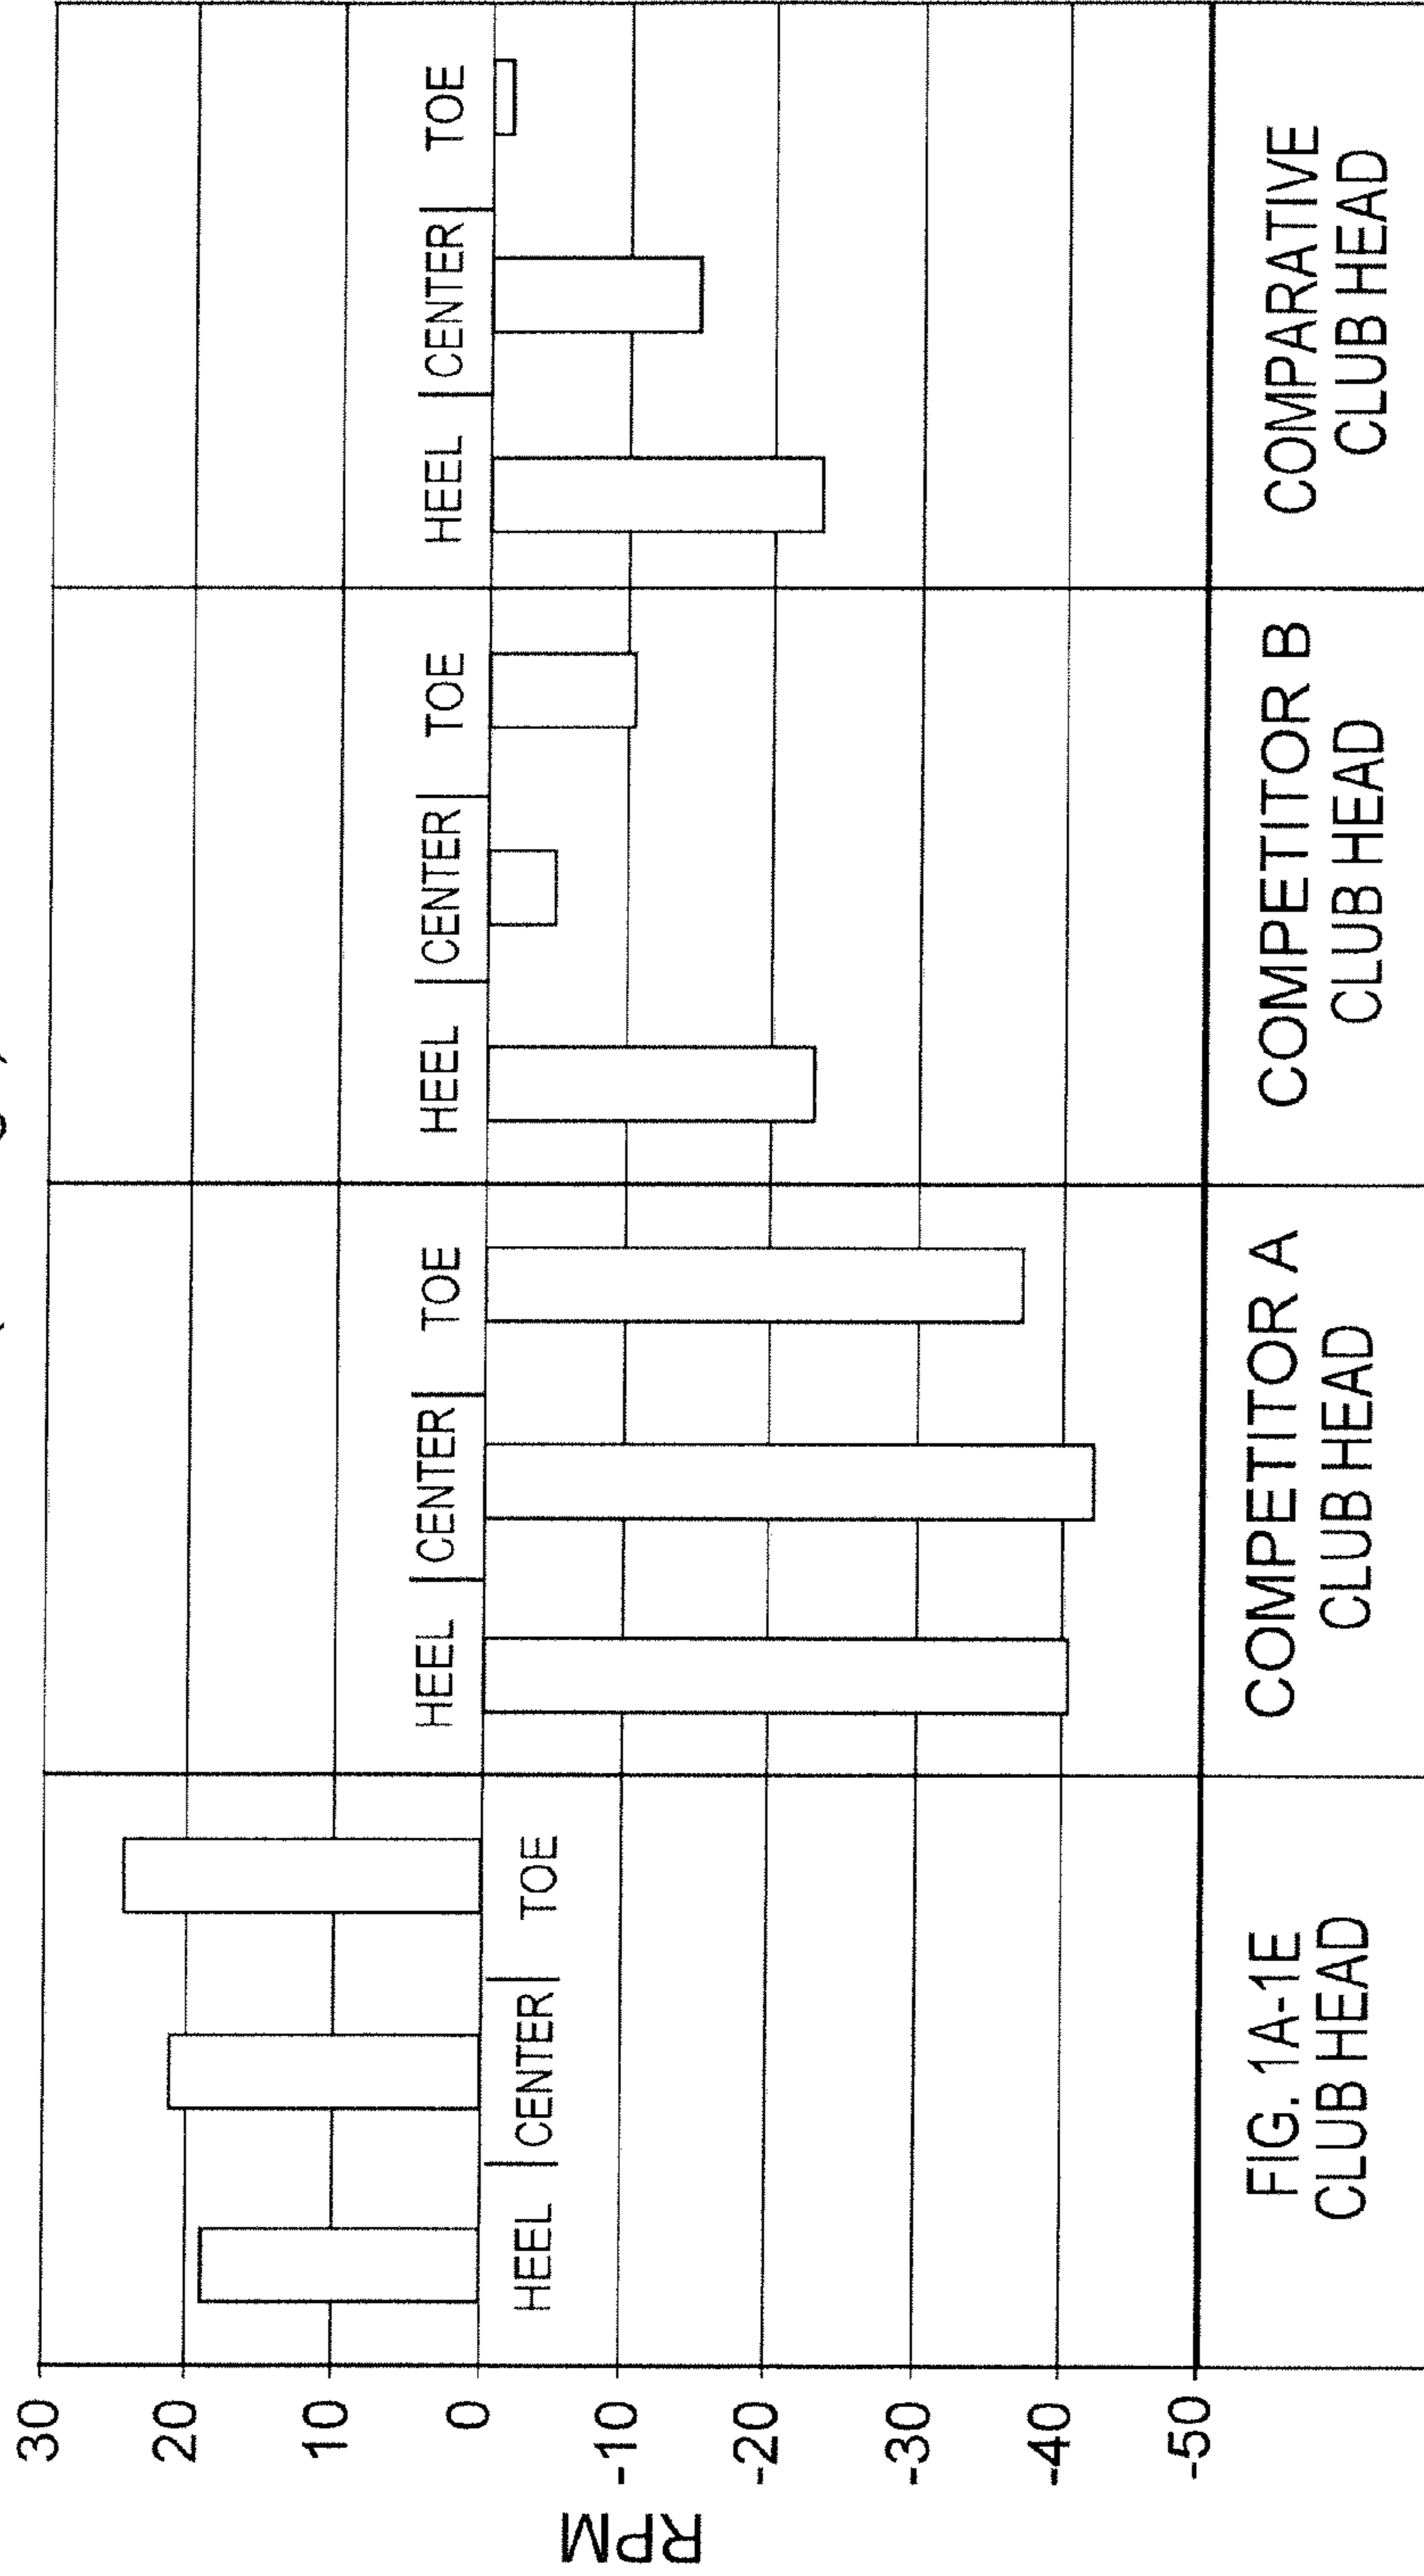 30
20
10
0
-10
-20
-30
-40
-50
RPM
HEEL CENTER TOE
HEEL CENTER TOE
HEEL CENTER TOE
HEEL CENTER TOE
FIG. 1A-1E
CLUB HEAD
COMPETITOR A
CLUB HEAD
COMPETITOR B
CLUB HEAD
COMPARATIVE
CLUB HEAD